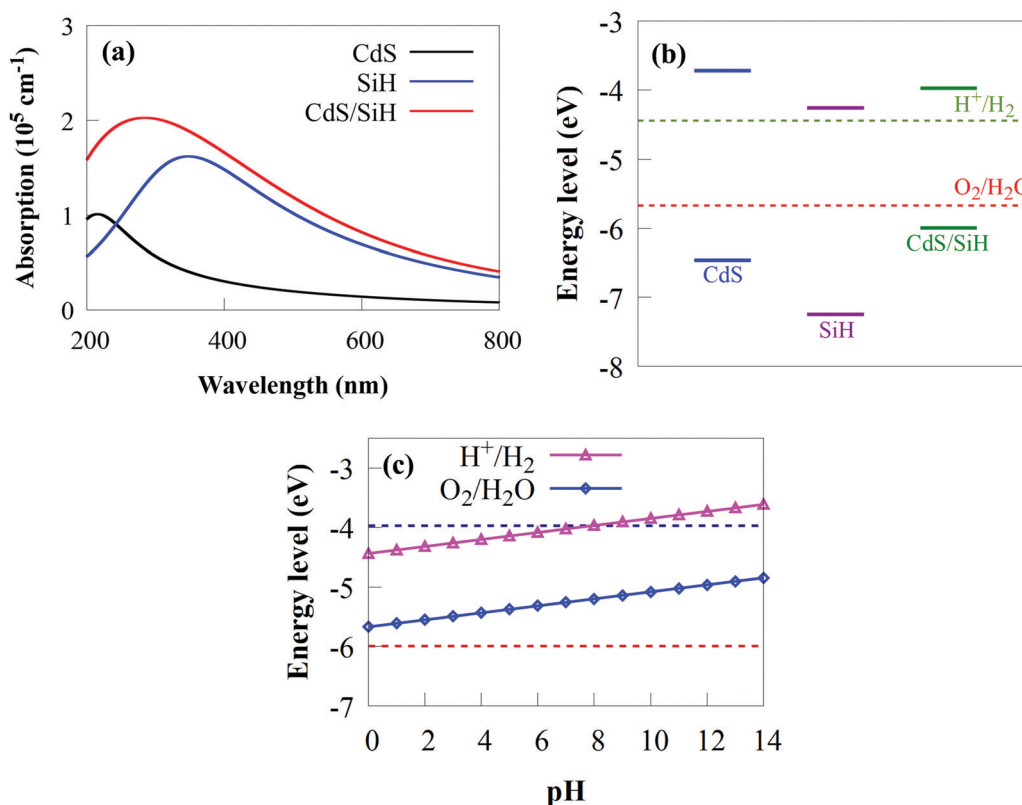 (a)
CdS
SiH
CdS/SiH
Absorption (10⁵ cm⁻¹)
3
2
1
0
200
400
600
800
Wavelength (nm)
(b)
Energy level (eV)
-3
-4
-5
-6
-7
-8
H⁺/H₂
O₂/H₂O
CdS
SiH
CdS/SiH
(c)
H⁺/H₂
O₂/H₂O
Energy level (eV)
-3
-4
-5
-6
-7
0
2
4
6
8
10
12
14
pH